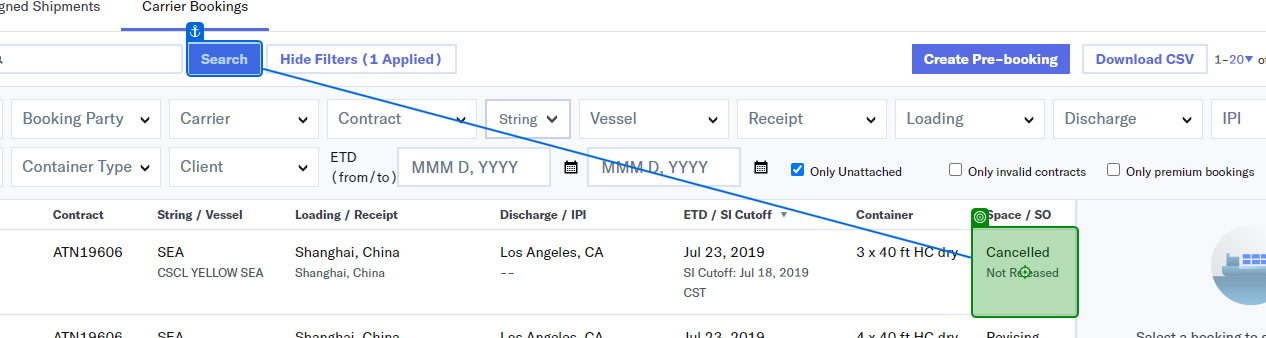 gned Shipments
Carrier Bookings
Search
Hide Filters (1 Applied)
Create Pre-booking
Download CSV
1-20▼ of
Booking Party
Carrier
Contract
String
Vessel
Receipt
Loading
Discharge
IPI
Container Type
Client
ETD
(from/to)
MMM D, YYYY
MMM D, YYYY
Only Unattached
Only invalid contracts
Only premium bookings
Contract
String / Vessel
Loading / Receipt
Discharge / IPI
ETD / SI Cutoff ▼
Container
Space / SO
ATN19606
SEA
Shanghai, China
Los Angeles, CA
Jul 23, 2019
3 x 40 ft HC dry
Cancelled
CSCL YELLOW SEA
Shanghai, China
--
SI Cutoff: Jul 18, 2019
CST
Not Released
ATN19606
SEA
Shanghai, China
Los Angeles, CA
Jul 23, 2019
4 x 40 ft HC dry
Revising
Select a booking to s